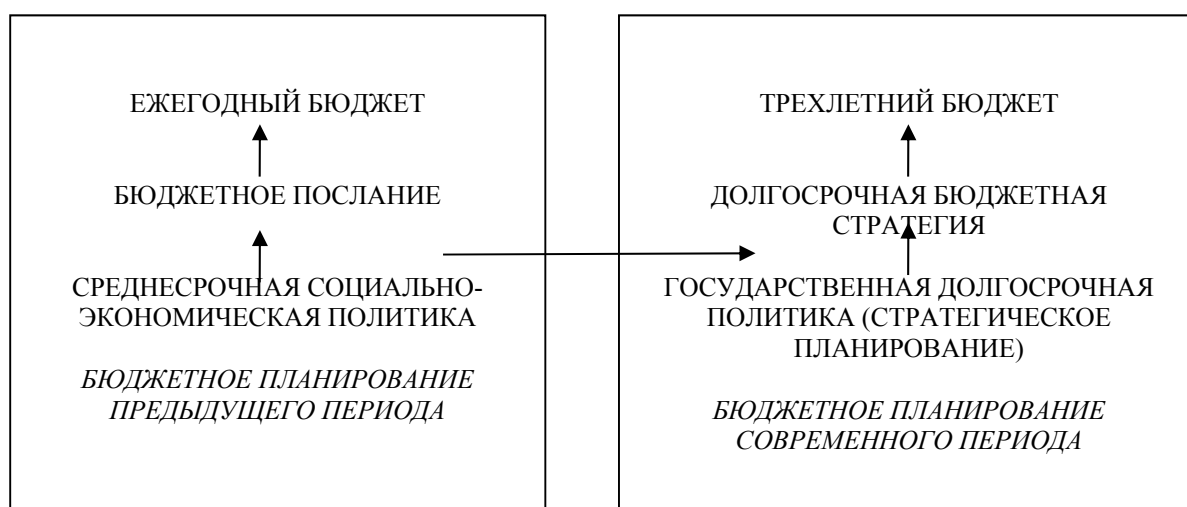 ЕЖЕГОДНЫЙ БЮДЖЕТ
БЮДЖЕТНОЕ ПОСЛАНИЕ
СРЕДНЕСРОЧНАЯ СОЦИАЛЬНО-
ЭКОНОМИЧЕСКАЯ ПОЛИТИКА
БЮДЖЕТНОЕ ПЛАНИРОВАНИЕ
ПРЕДЫДУЩЕГО ПЕРИОДА
ТРЕХЛЕТНИЙ БЮДЖЕТ
ДОЛГОСРОЧНАЯ БЮДЖЕТНАЯ
СТРАТЕГИЯ
ГОСУДАРСТВЕННАЯ ДОЛГОСРОЧНАЯ
ПОЛИТИКА (СТРАТЕГИЧЕСКОЕ
ПЛАНИРОВАНИЕ)
БЮДЖЕТНОЕ ПЛАНИРОВАНИЕ
СОВРЕМЕННОГО ПЕРИОДА